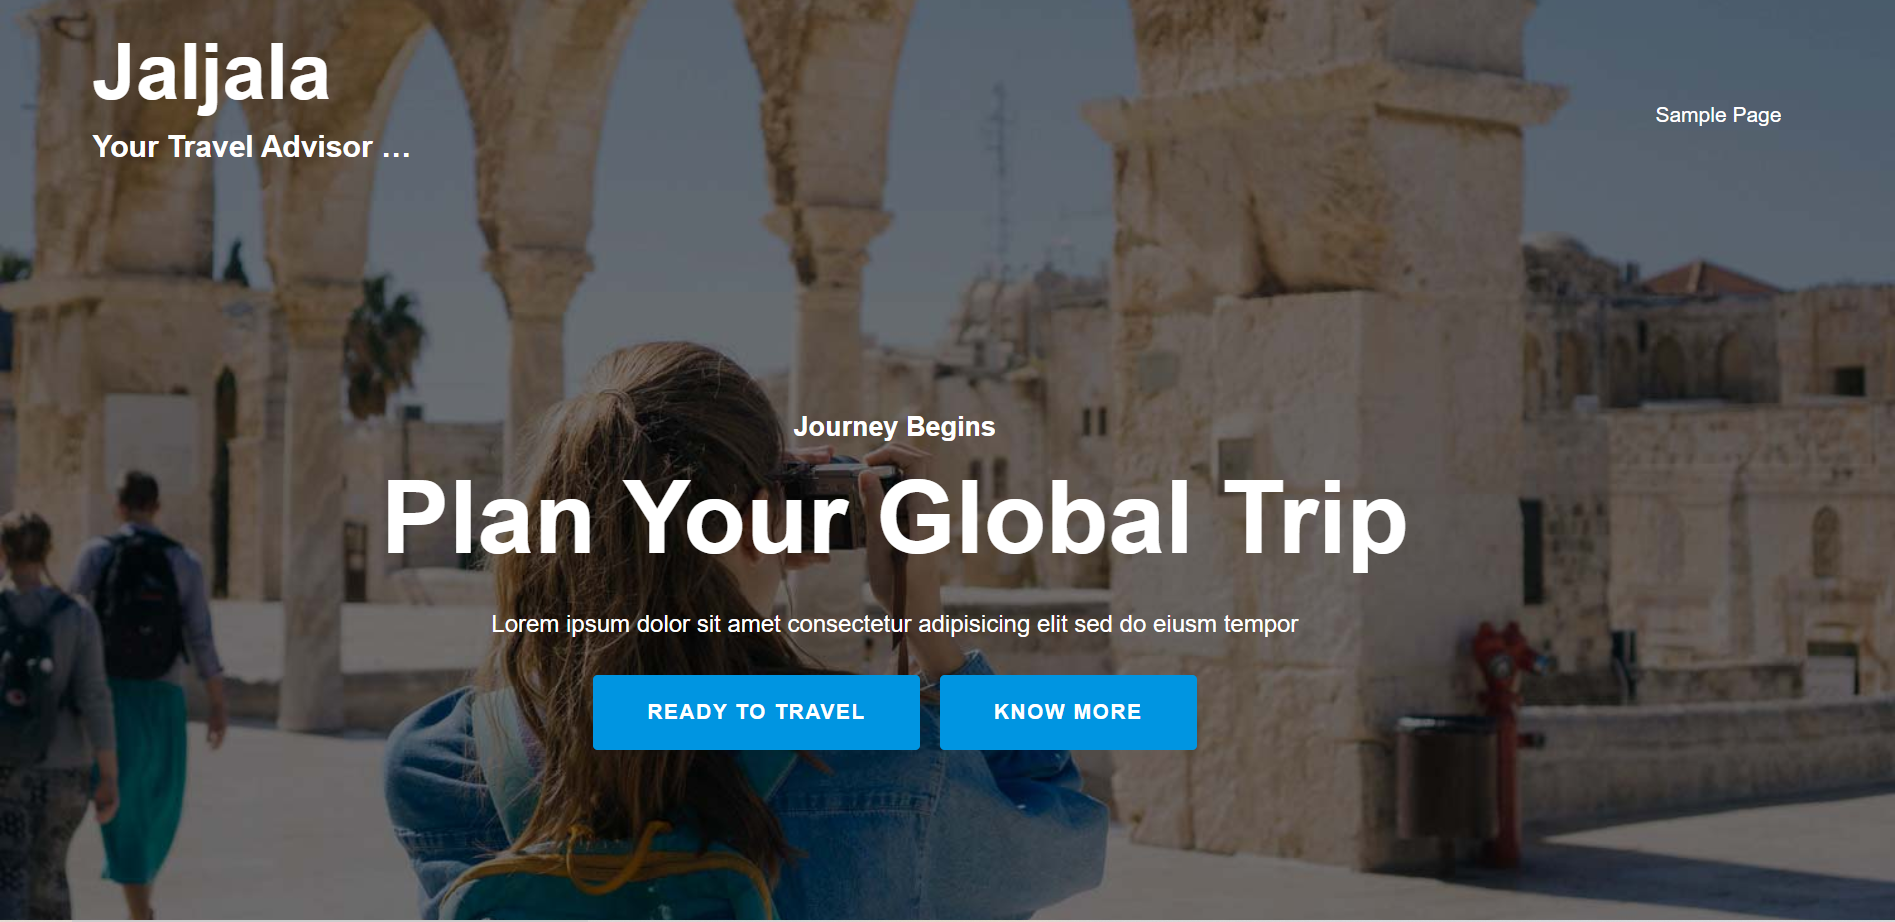 Jaljala
Your Travel Advisor …
Sample Page
Journey Begins
Plan Your Global Trip
Lorem ipsum dolor sit amet consectetur adipisicing elit sed do eiusm tempor
READY TO TRAVEL
KNOW MORE